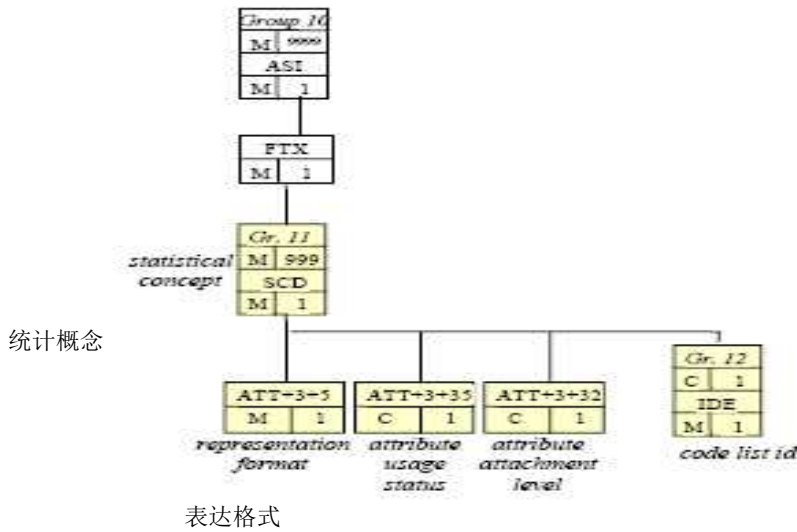 Group 10
M 9999
ASI
M 1
FTX
M 1
Gr. 11
M 999
SCD
M 1
statistical
concept
统计概念
Gr. 12
C 1
IDE
M 1
code list id
ATT+3+5
M 1
representation
format
ATT+3+35
C 1
attribute
usage
status
ATT+3+32
C 1
attribute
attachment
level
表达格式